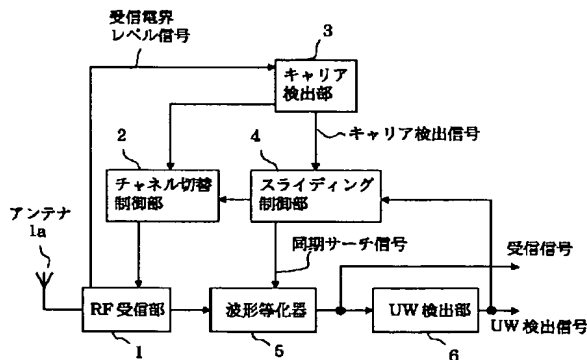 受信電界
レベル信号
3
キャリア
検出部
キャリア検出信号
2
4
チャネル切替
制御部
スライディング
制御部
アンテナ
1a
同期サーチ信号
受信信号
RF受信部
波形等化器
UW検出部
UW検出信号
1
5
6